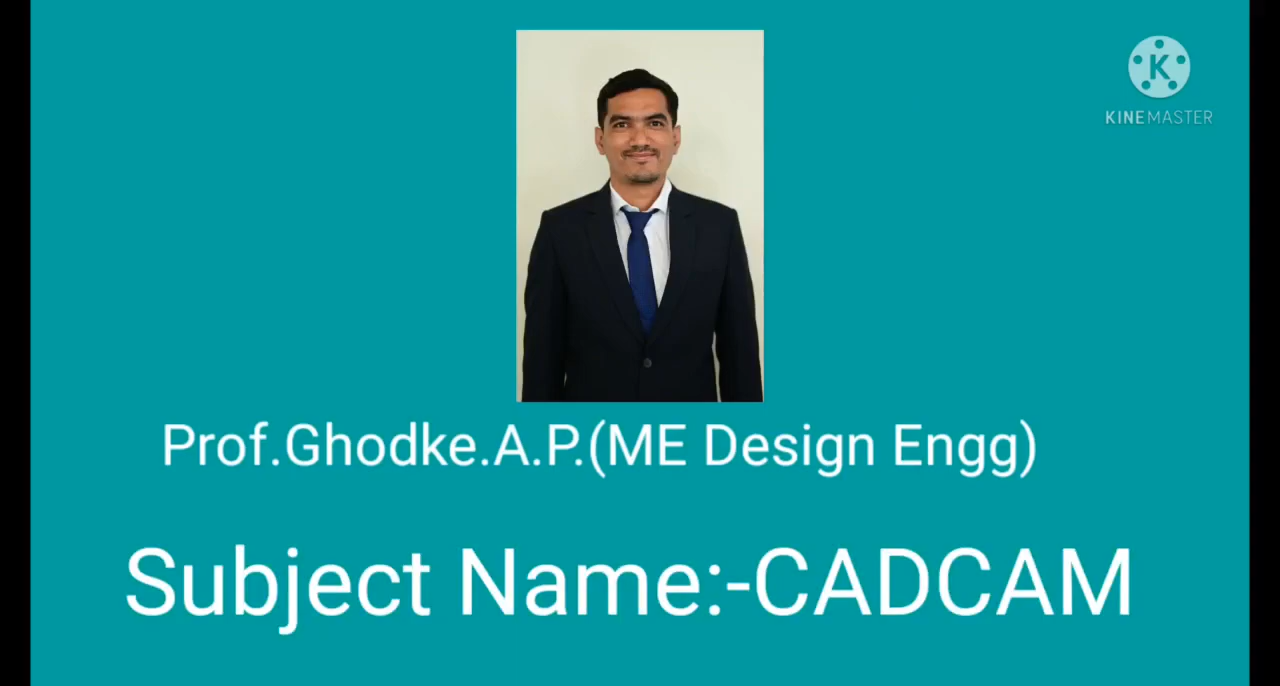 K
KINEMASTER
Prof.Ghodke.A.P.(ME Design Engg)
Subject Name:-CADCAM